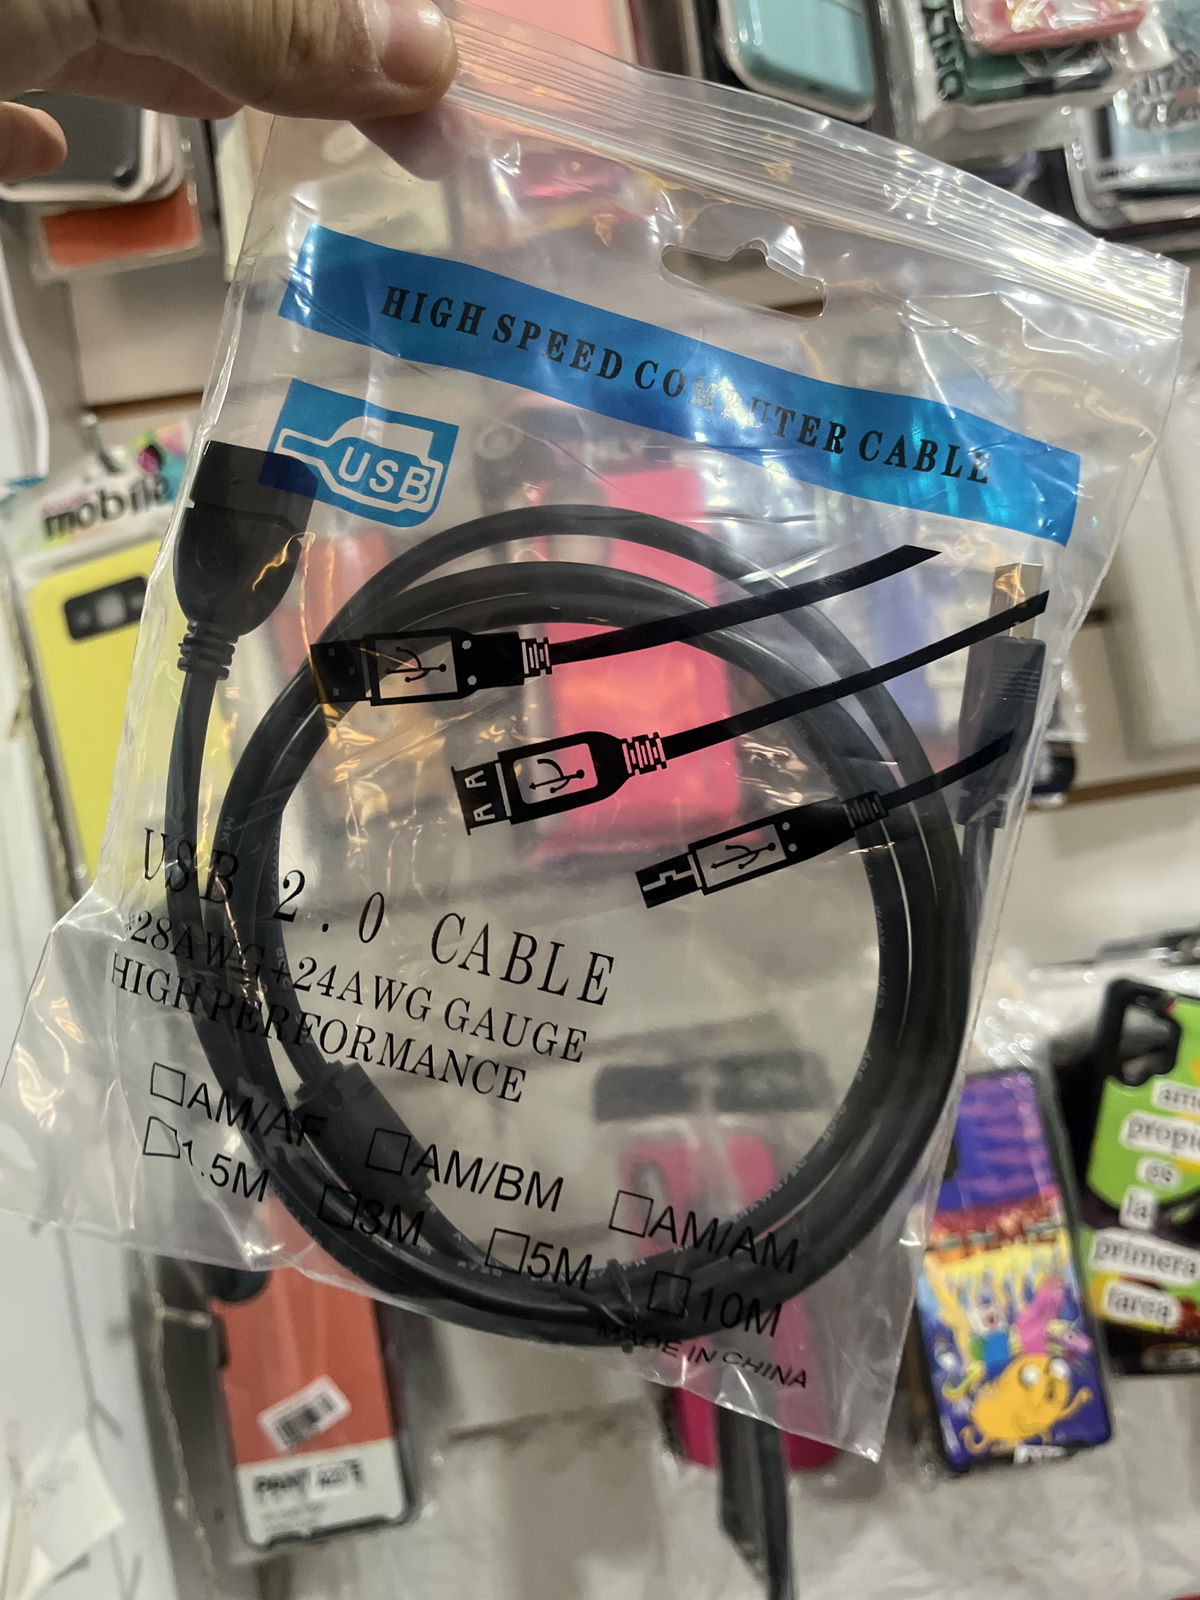 HIGH SPEED COMPUTER CABLE
USB
AA
USB 2.0 CABLE
*28AWG+24AWG GAUGE
HIGH PERFORMANCE
□AM/AF □AM/BM □AM/AM
□1.5M □3M □5M □10M
MADE IN CHINA
mobile
amor
propio
es
la
primera
tarea